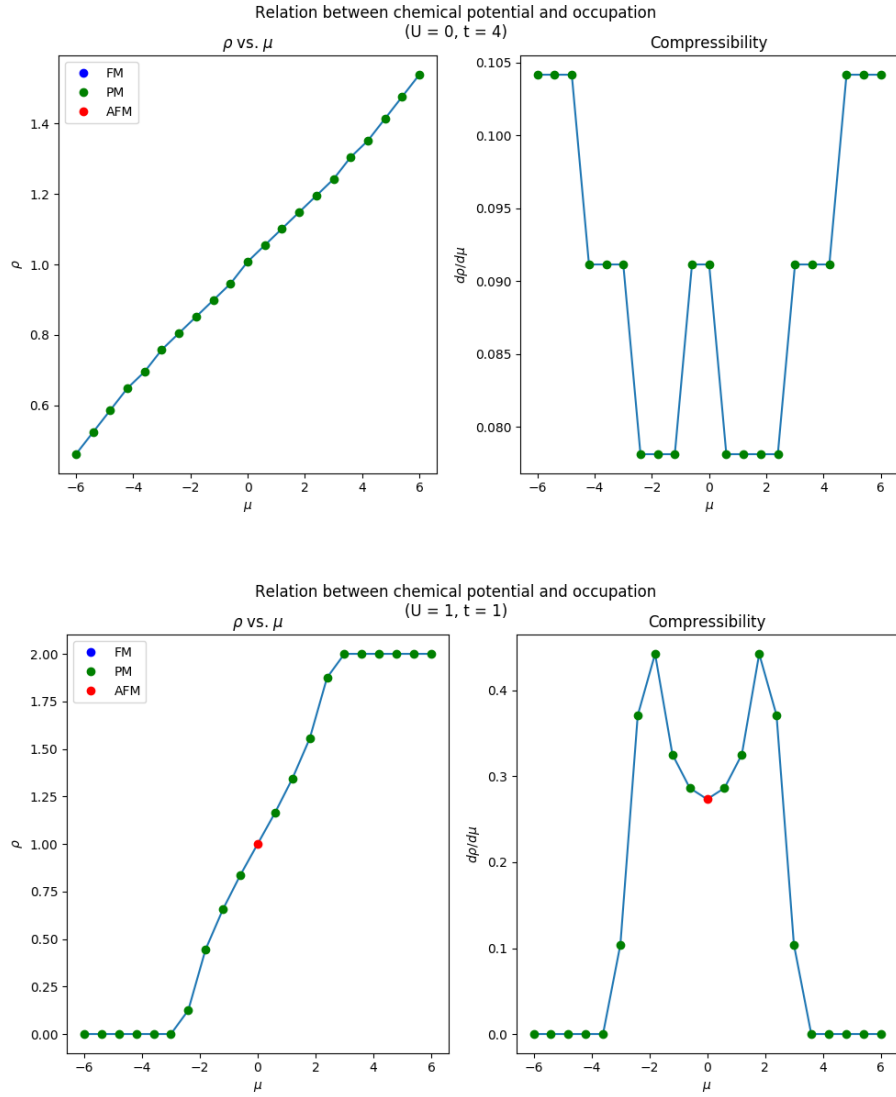 Relation between chemical potential and occupation
(U = 0, t = 4)
ρ vs. μ
FM
PM
AFM
1.4
1.2
1.0
0.8
0.6
ρ
−6
−4
−2
0
2
4
6
μ
Compressibility
0.105
0.100
0.095
0.090
0.085
0.080
dρ/dμ
−6
−4
−2
0
2
4
6
μ
Relation between chemical potential and occupation
(U = 1, t = 1)
ρ vs. μ
FM
PM
AFM
2.00
1.75
1.50
1.25
1.00
0.75
0.50
0.25
0.00
ρ
−6
−4
−2
0
2
4
6
μ
Compressibility
0.4
0.3
0.2
0.1
0.0
dρ/dμ
−6
−4
−2
0
2
4
6
μ